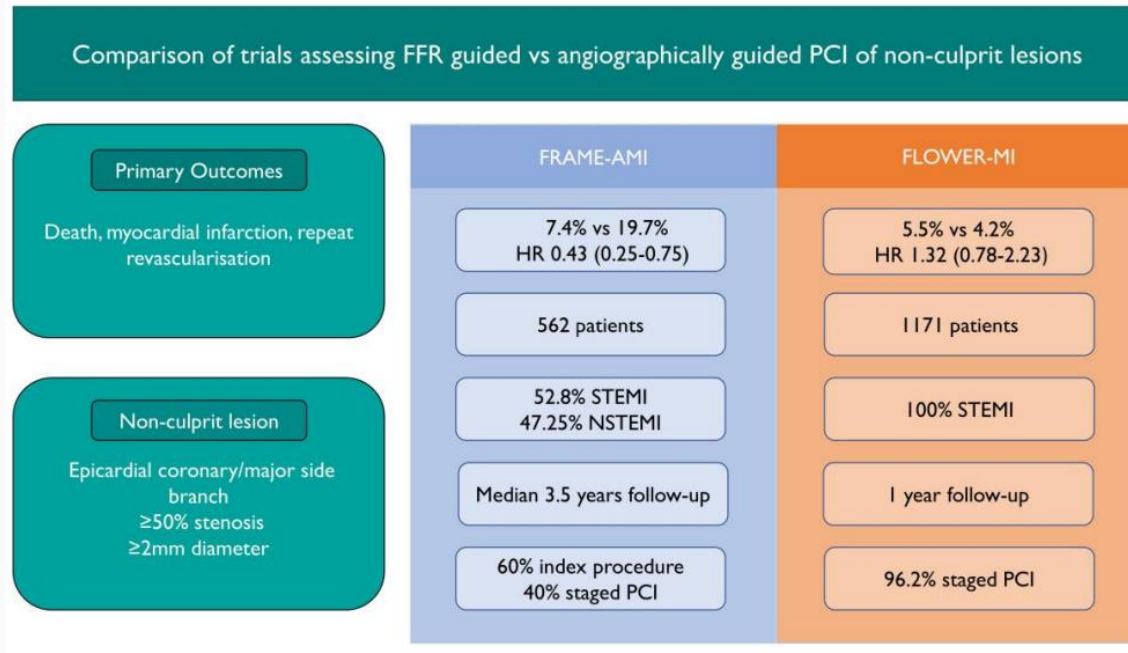 Comparison of trials assessing FFR guided vs angiographically guided PCI of non-culprit lesions
Primary Outcomes
Death, myocardial infarction, repeat
revascularisation
Non-culprit lesion
Epicardial coronary/major side
branch
≥50% stenosis
≥2mm diameter
FRAME-AMI
7.4% vs 19.7%
HR 0.43 (0.25-0.75)
562 patients
52.8% STEMI
47.25% NSTEMI
Median 3.5 years follow-up
60% index procedure
40% staged PCI
FLOWER-MI
5.5% vs 4.2%
HR 1.32 (0.78-2.23)
1171 patients
100% STEMI
1 year follow-up
96.2% staged PCI